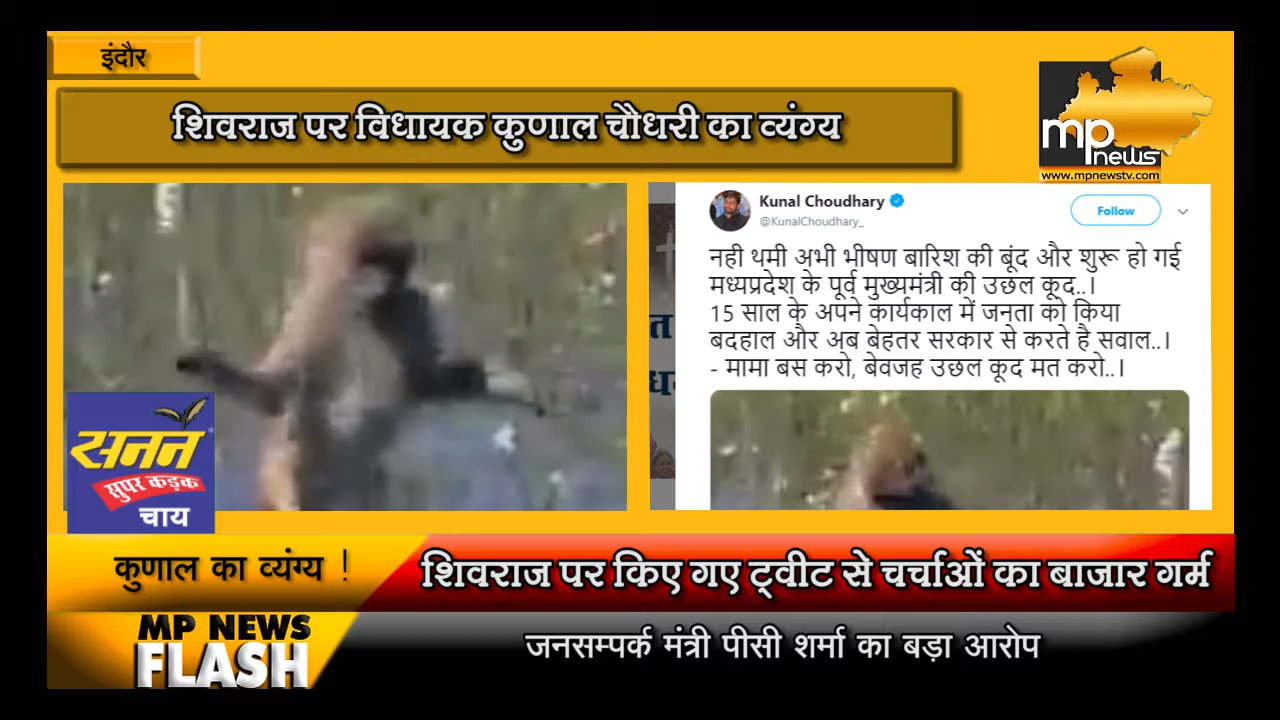 इंदौर
शिवराज पर विधायक कुणाल चौधरी का व्यंग्य
mp
news
www.mpnewstv.com
Kunal Choudhary
@KunalChoudhary_
Follow
नही थमी अभी भीषण बारिश की बूंद और शुरू हो गई
मध्यप्रदेश के पूर्व मुख्यमंत्री की उछल कूद..।
15 साल के अपने कार्यकाल में जनता को किया
बदहाल और अब बेहतर सरकार से करते है सवाल..।
- मामा बस करो, बेवजह उछल कूद मत करो..।
सनन
सुपर कड़क
चाय
कुणाल का व्यंग्य !
शिवराज पर किए गए ट्वीट से चर्चाओं का बाजार गर्म
MP NEWS
FLASH
जनसम्पर्क मंत्री पीसी शर्मा का बड़ा आरोप